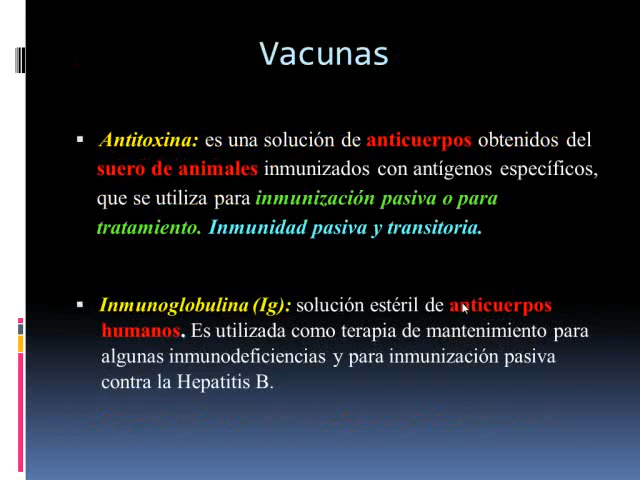 Vacunas
▪ Antitoxina: es una solución de anticuerpos obtenidos del
suero de animales inmunizados con antígenos específicos,
que se utiliza para inmunización pasiva o para
tratamiento. Inmunidad pasiva y transitoria.
▪ Inmunoglobulina (Ig): solución estéril de anticuerpos
humanos. Es utilizada como terapia de mantenimiento para
algunas inmunodeficiencias y para inmunización pasiva
contra la Hepatitis B.